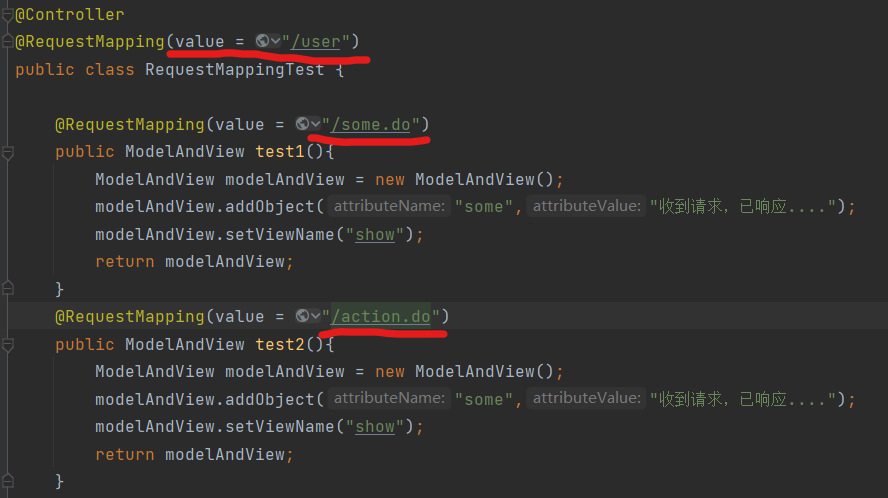 @Controller
@RequestMapping(value = "/user")
public class RequestMappingTest {
@RequestMapping(value = "/some.do")
public ModelAndView test1(){
ModelAndView modelAndView = new ModelAndView();
modelAndView.addObject( attributeName: "some", attributeValue: "收到请求，已响应....");
modelAndView.setViewName("show");
return modelAndView;
}
@RequestMapping(value = "/action.do")
public ModelAndView test2(){
ModelAndView modelAndView = new ModelAndView();
modelAndView.addObject( attributeName: "some", attributeValue: "收到请求，已响应....");
modelAndView.setViewName("show");
return modelAndView;
}